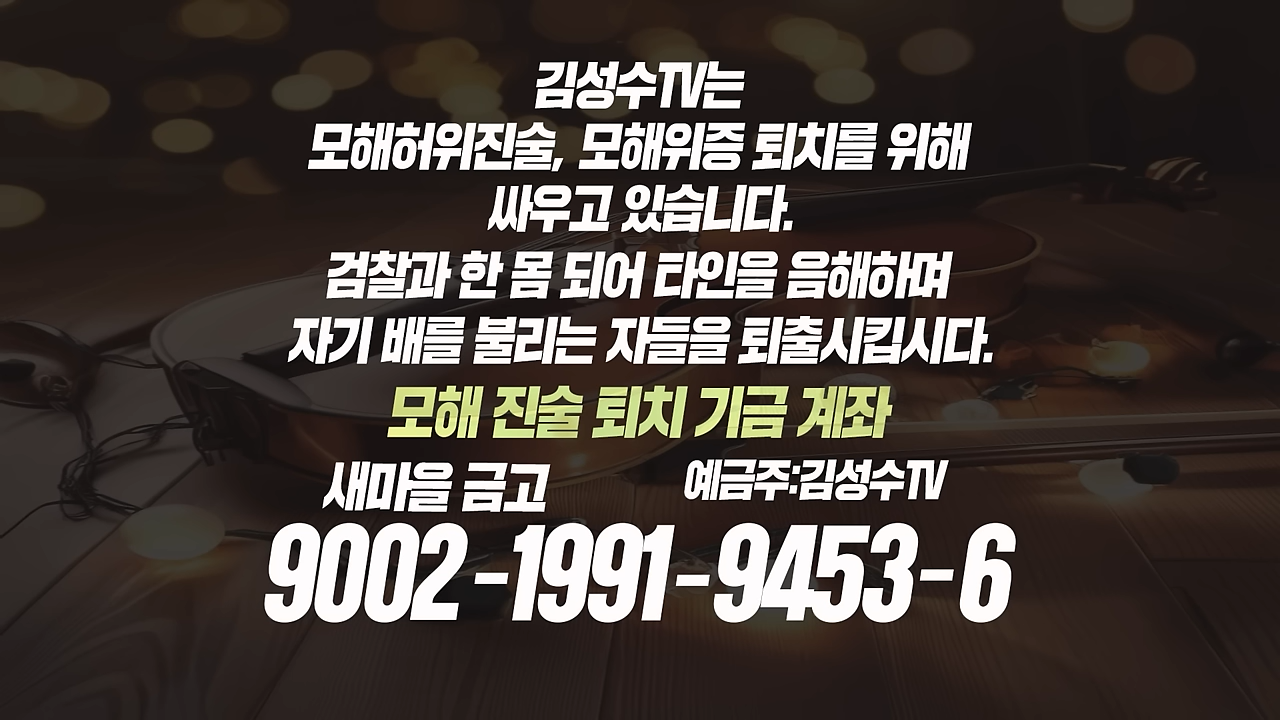 김성수TV는
모해허위진술, 모해위증 퇴치를 위해
싸우고 있습니다.
검찰과 한 몸 되어 타인을 음해하며
자기 배를 불리는 자들을 퇴출시킵시다.
모해 진술 퇴치 기금 계좌
새마을 금고 예금주:김성수TV
9002-1991-9453-6